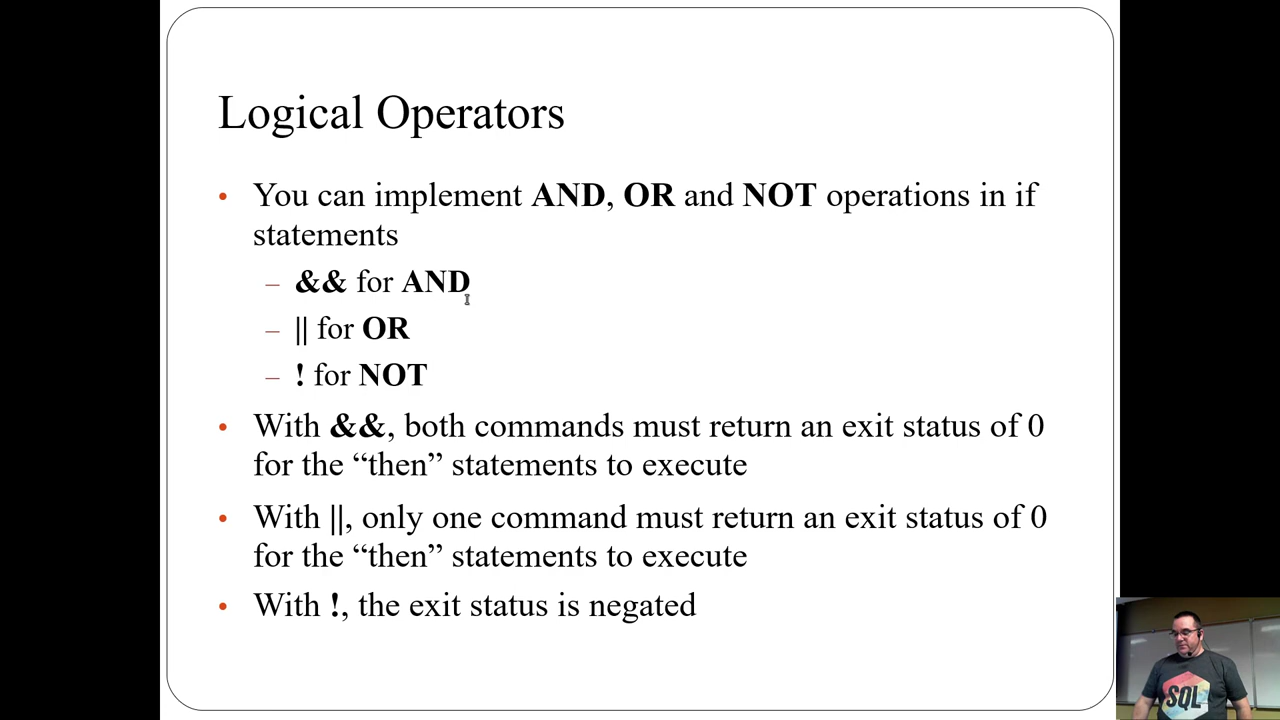 Logical Operators
• You can implement AND, OR and NOT operations in if
statements
– && for AND
– || for OR
– ! for NOT
• With &&, both commands must return an exit status of 0
for the “then” statements to execute
• With ||, only one command must return an exit status of 0
for the “then” statements to execute
• With !, the exit status is negated
SQL